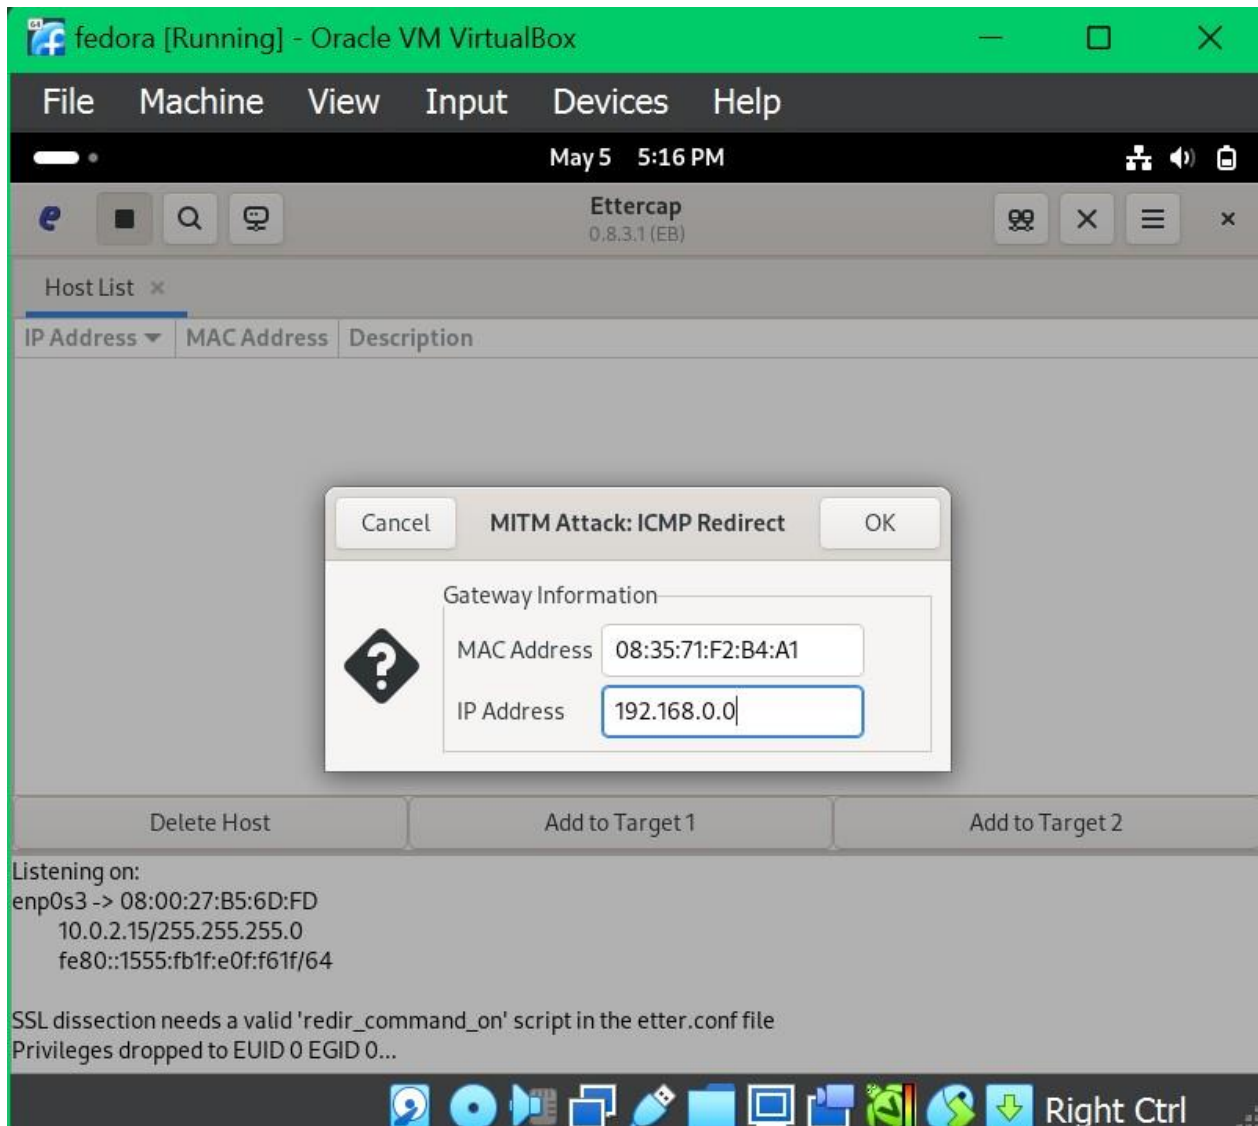 fedora [Running] - Oracle VM VirtualBox
File Machine View Input Devices Help
May 5 5:16 PM
Ettercap
0.8.3.1 (EB)
Host List
IP Address MAC Address Description
Cancel MITM Attack: ICMP Redirect OK
Gateway Information
MAC Address 08:35:71:F2:B4:A1
IP Address 192.168.0.0
Delete Host Add to Target 1 Add to Target 2
Listening on:
enp0s3 -> 08:00:27:B5:6D:FD
10.0.2.15/255.255.255.0
fe80::1555:fb1f:e0f:f61f/64
SSL dissection needs a valid 'redir_command_on' script in the etter.conf file
Privileges dropped to EUID 0 EGID 0...
Right Ctrl